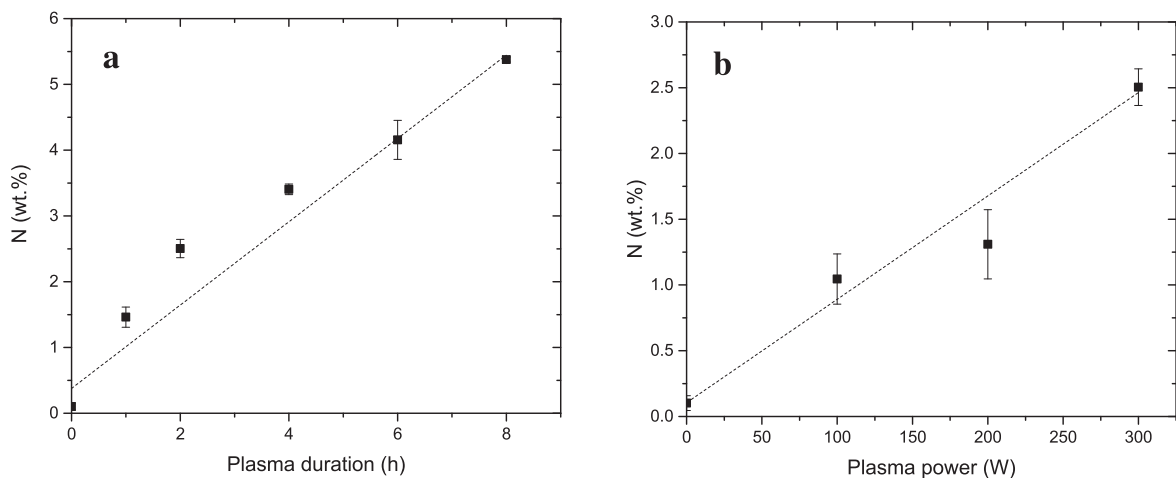 a
6
5
4
3
2
1
0
N (wt.%)
0 2 4 6 8
Plasma duration (h)
b
3.0
2.5
2.0
1.5
1.0
0.5
0.0
N (wt.%)
0 50 100 150 200 250 300
Plasma power (W)